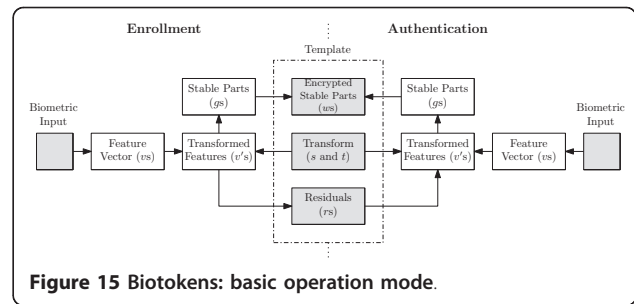 Enrollment
Authentication
Template
Stable Parts
(gs)
Encrypted
Stable Parts
(ws)
Stable Parts
(gs)
Biometric
Input
Biometric
Input
Feature
Vector (vs)
Transformed
Features (v's)
Transform
(s and t)
Transformed
Features (v's)
Feature
Vector (vs)
Residuals
(rs)
Figure 15 Biotokens: basic operation mode.